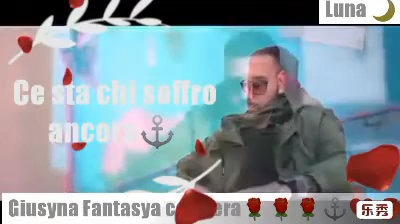 Luna 🌙
Ce sta chi soffro
ancora ⚓
Giusyna Fantasya c
era 🌹🌹🌹⚓
乐秀